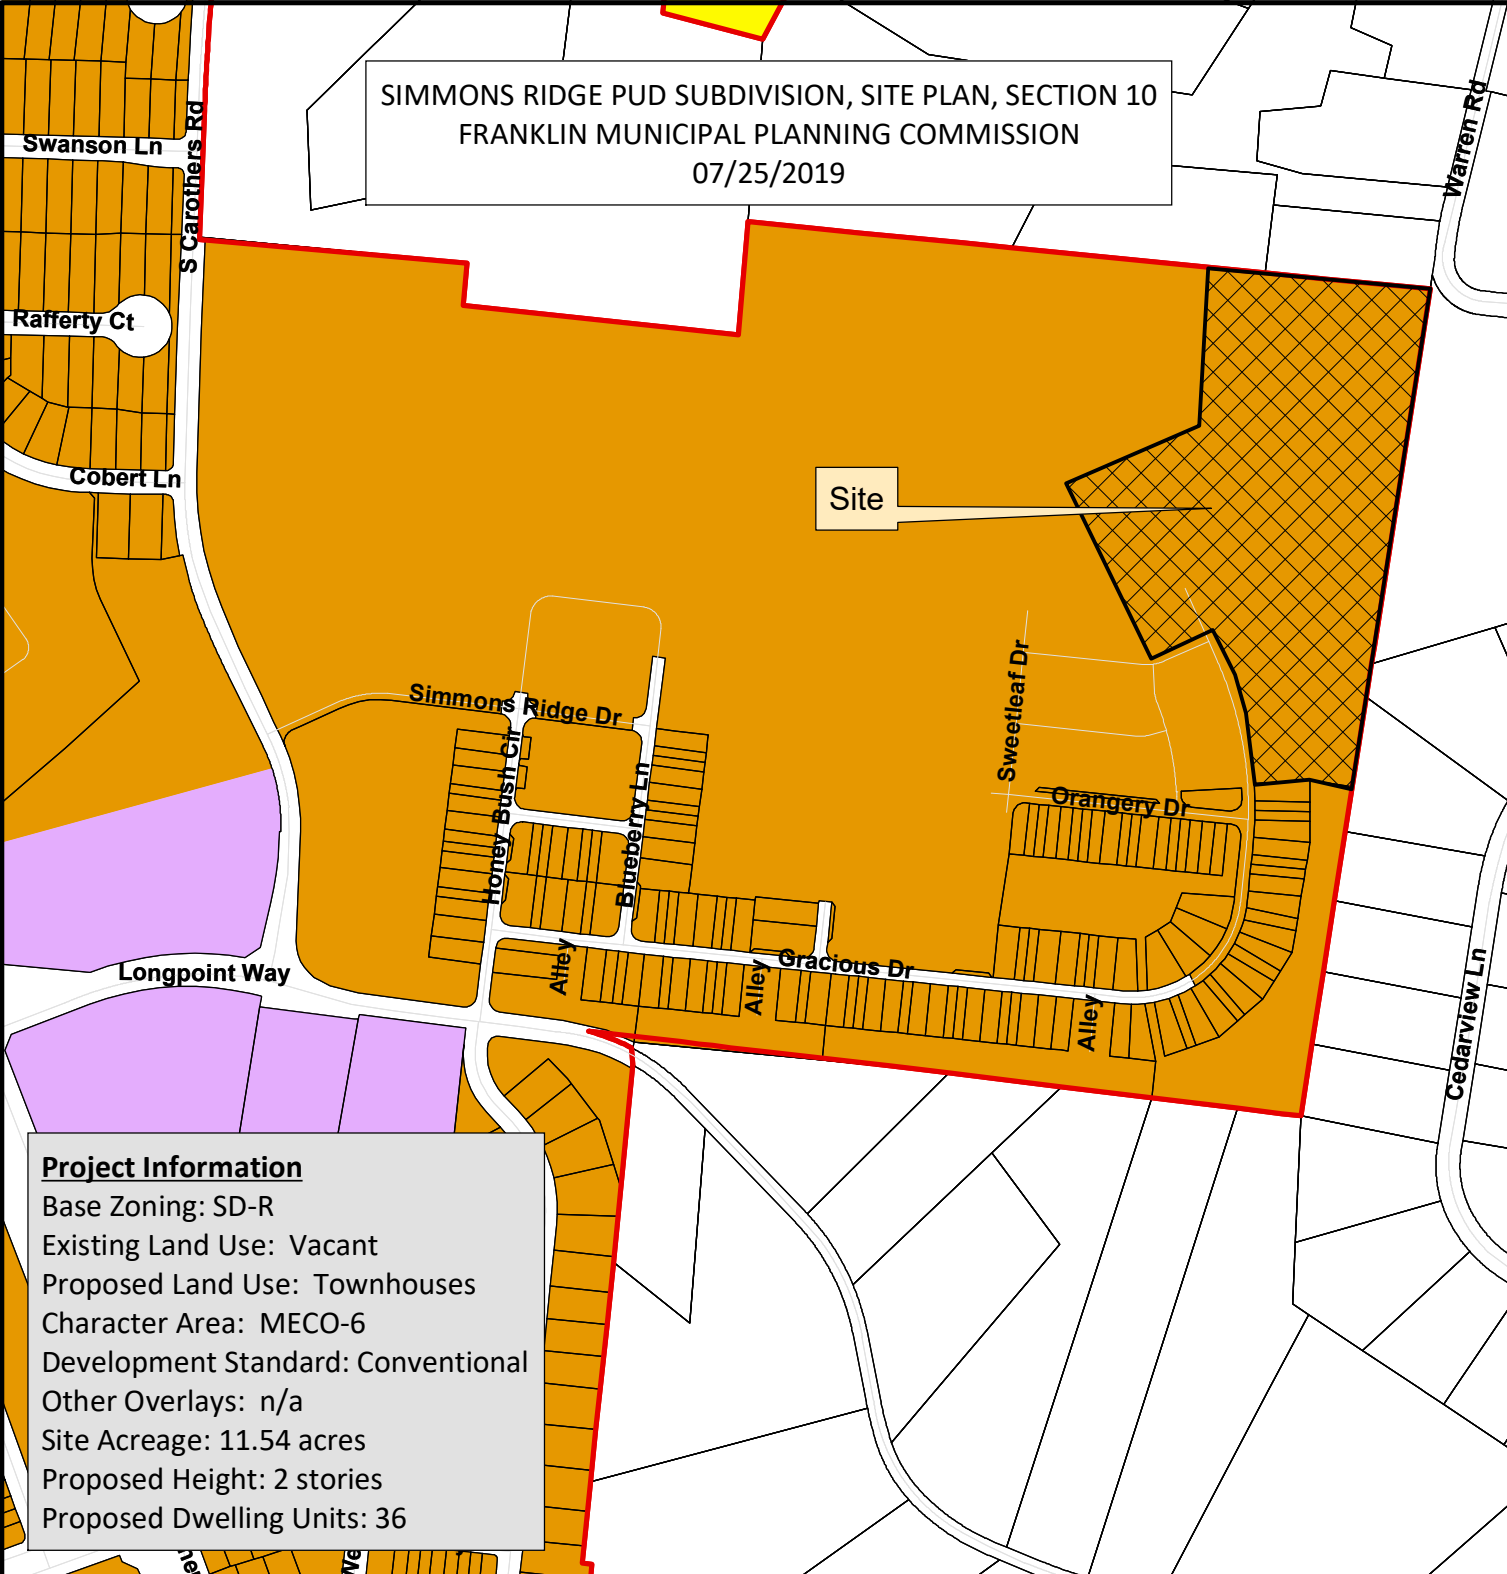 SIMMONS RIDGE PUD SUBDIVISION, SITE PLAN, SECTION 10
FRANKLIN MUNICIPAL PLANNING COMMISSION
07/25/2019
Warren Rd
Swanson Ln
S Carothers Rd
Rafferty Ct
Cobert Ln
Site
Simmons Ridge Dr
Sweetleaf Dr
Honey Bush Cir
Blueberry Ln
Orangery Dr
Longpoint Way
Alley
Alley
Gracious Dr
Alley
Cedarview Ln
Project Information
Base Zoning: SD-R
Existing Land Use: Vacant
Proposed Land Use: Townhouses
Character Area: MECO-6
Development Standard: Conventional
Other Overlays: n/a
Site Acreage: 11.54 acres
Proposed Height: 2 stories
Proposed Dwelling Units: 36